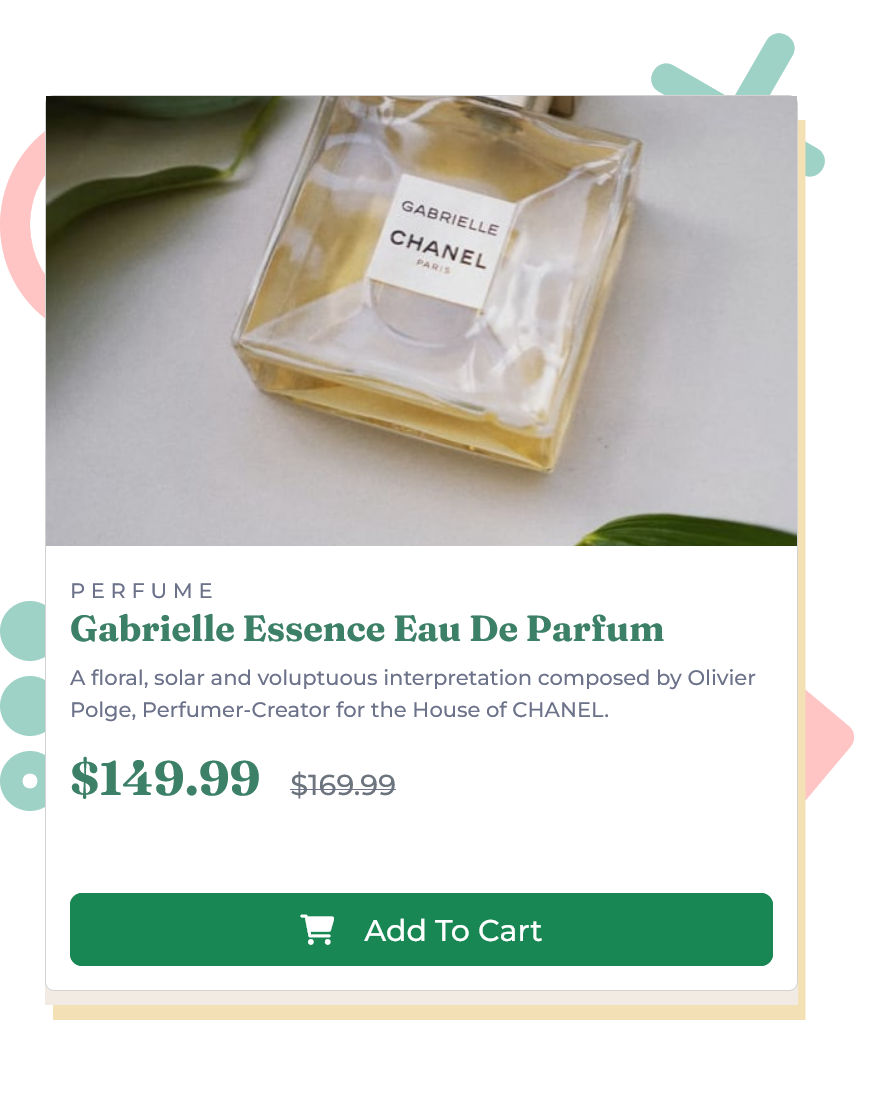 GABRIELLE
CHANEL
PARIS
PERFUME
Gabrielle Essence Eau De Parfum
A floral, solar and voluptuous interpretation composed by Olivier
Polge, Perfumer-Creator for the House of CHANEL.
$149.99 $169.99
Add To Cart